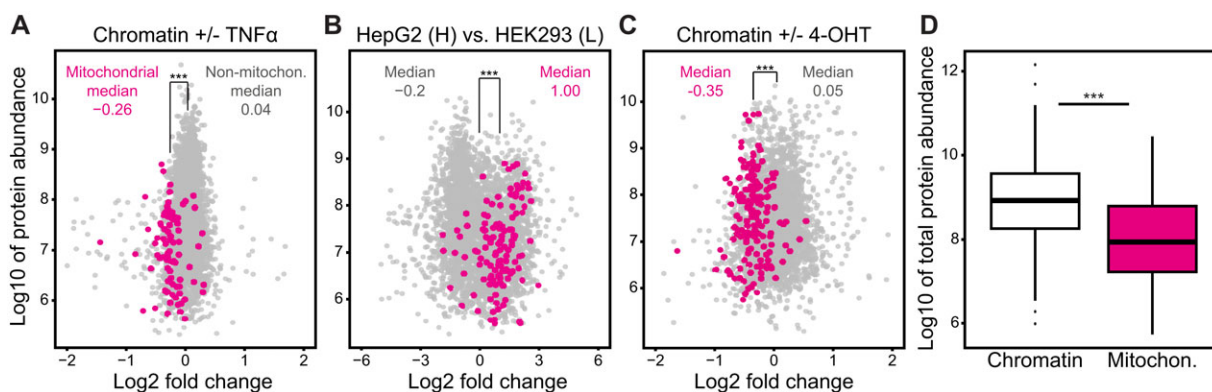 A
Chromatin +/- TNFα
Log10 of protein abundance
10
9
8
7
6
Mitochondrial
median
−0.26
***
Non-mitochon.
median
0.04
−2
−1
0
1
2
Log2 fold change
B
HepG2 (H) vs. HEK293 (L)
10
9
8
7
6
Median
−0.2
***
Median
1.00
−6
−3
0
3
6
Log2 fold change
C
Chromatin +/- 4-OHT
10
9
8
7
6
Median
-0.35
***
Median
0.05
−2
−1
0
1
2
Log2 fold change
D
Log10 of total protein abundance
12
10
8
6
***
Chromatin
Mitochon.